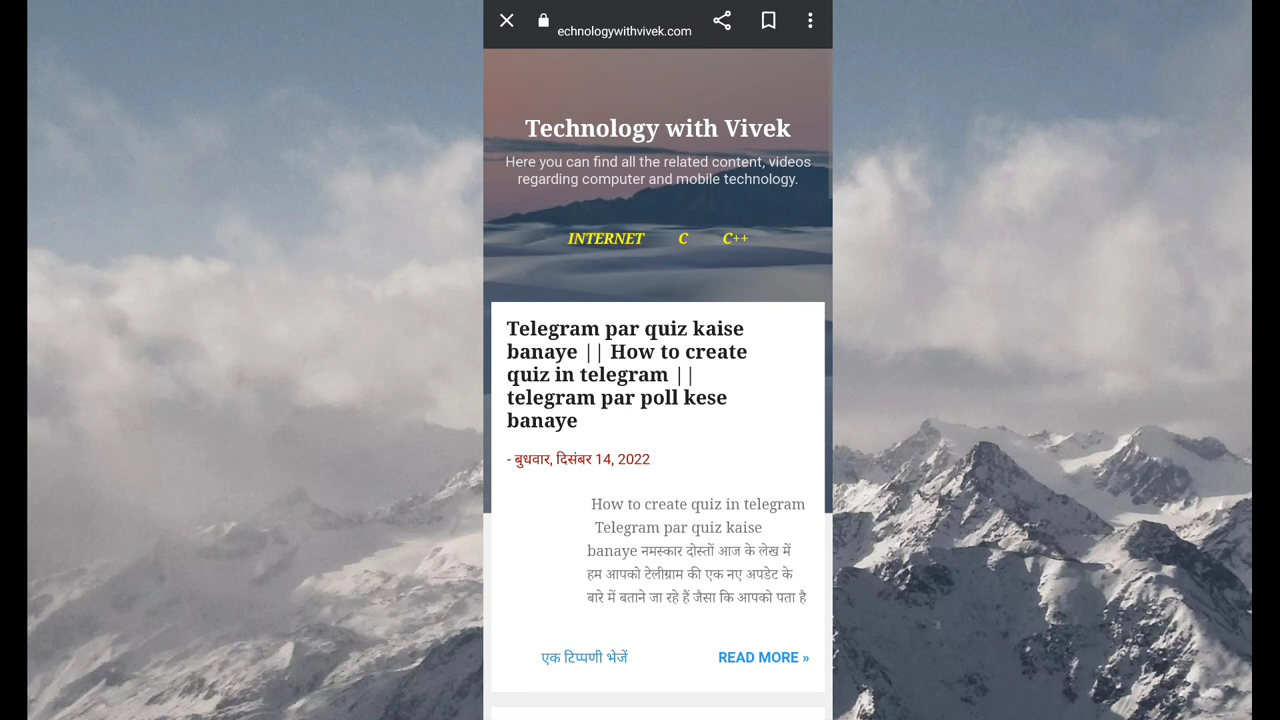 echnologywithvivek.com
Technology with Vivek
Here you can find all the related content, videos
regarding computer and mobile technology.
INTERNET C C++
Telegram par quiz kaise
banaye || How to create
quiz in telegram ||
telegram par poll kese
banaye
- बुधवार, दिसंबर 14, 2022
How to create quiz in telegram
Telegram par quiz kaise
banaye नमस्कार दोस्तों आज के लेख में
हम आपको टेलीग्राम की एक नए अपडेट के
बारे में बताने जा रहे हैं जैसा कि आपको पता है
एक टिप्पणी भेजें READ MORE »